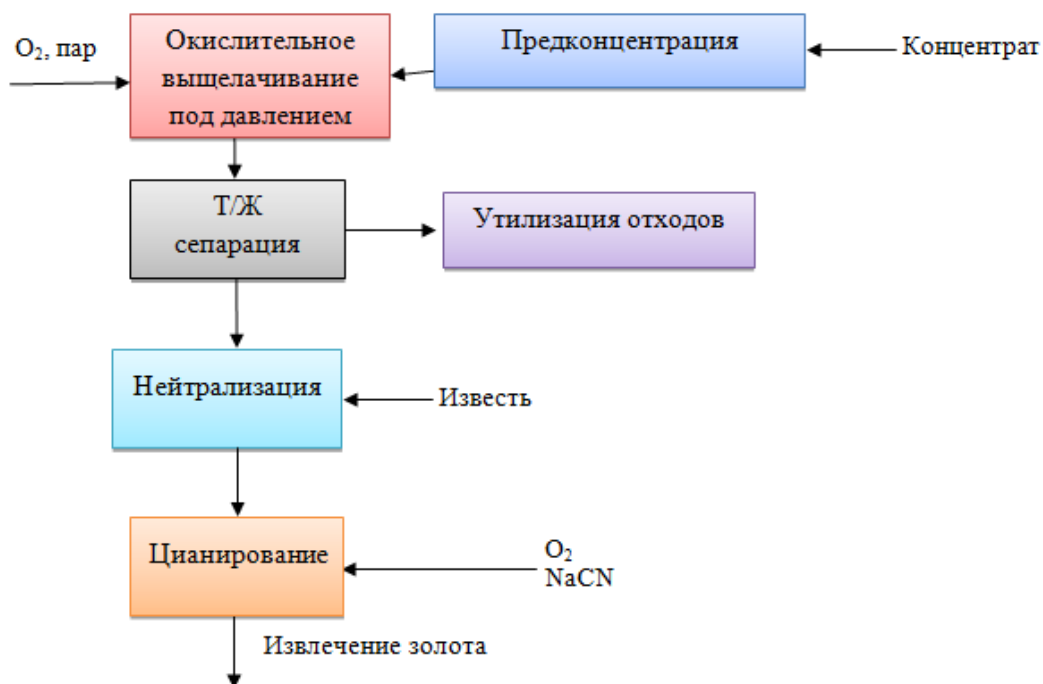 O₂, пар
Окислительное
выщелачивание
под давлением
Предконцентрация
Концентрат
Т/Ж
сепарация
Утилизация отходов
Нейтрализация
Известь
Цианирование
O₂
NaCN
Извлечение золота